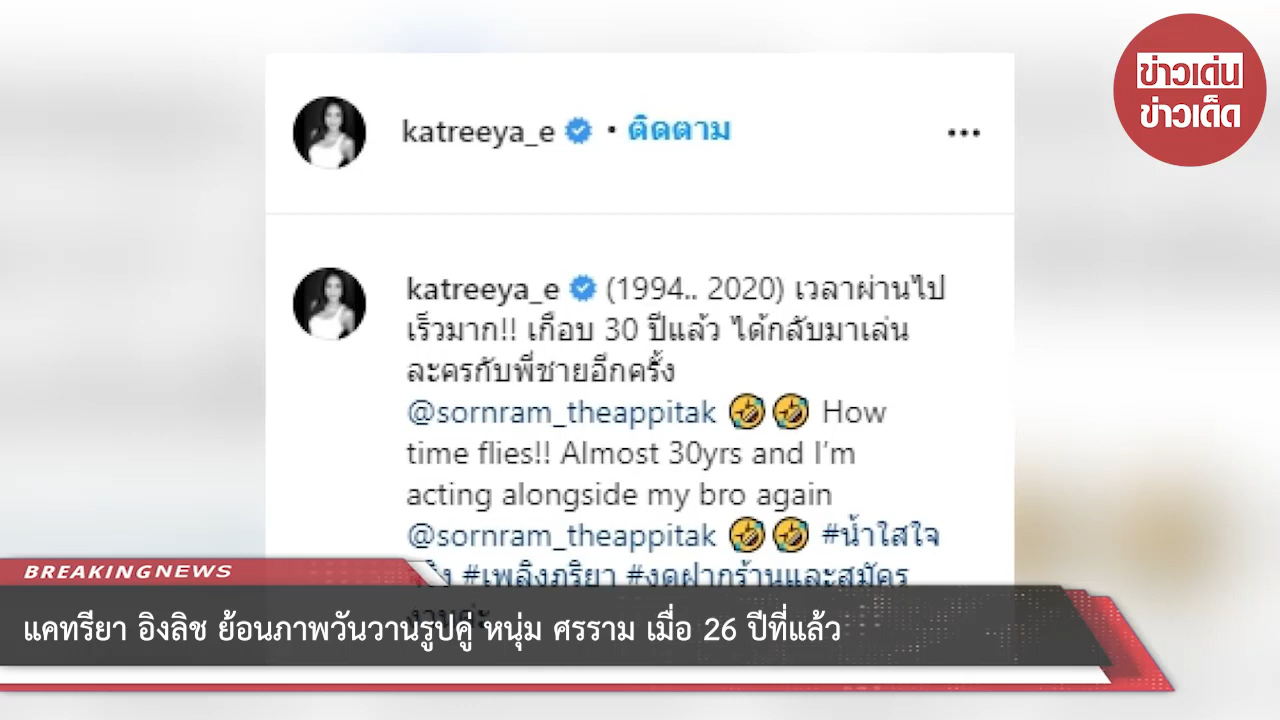 ข่าวเด่น
ข่าวเด็ด
katreeya_e • ติดตาม
katreeya_e (1994.. 2020) เวลาผ่านไป
เร็วมาก!! เกือบ 30 ปีแล้ว ได้กลับมาเล่น
ละครกับพี่ชายอีกครั้ง
@sornram_theappitak 🤣🤣 How
time flies!! Almost 30yrs and I'm
acting alongside my bro again
@sornram_theappitak 🤣🤣 #น้ำใสใจ
#เพลิงภริยา #งดฝากร้านและสมัคร
BREAKING NEWS
แคทรียา อิงลิช ย้อนภาพวันวานรูปคู่ หนุ่ม ศรราม เมื่อ 26 ปีที่แล้ว